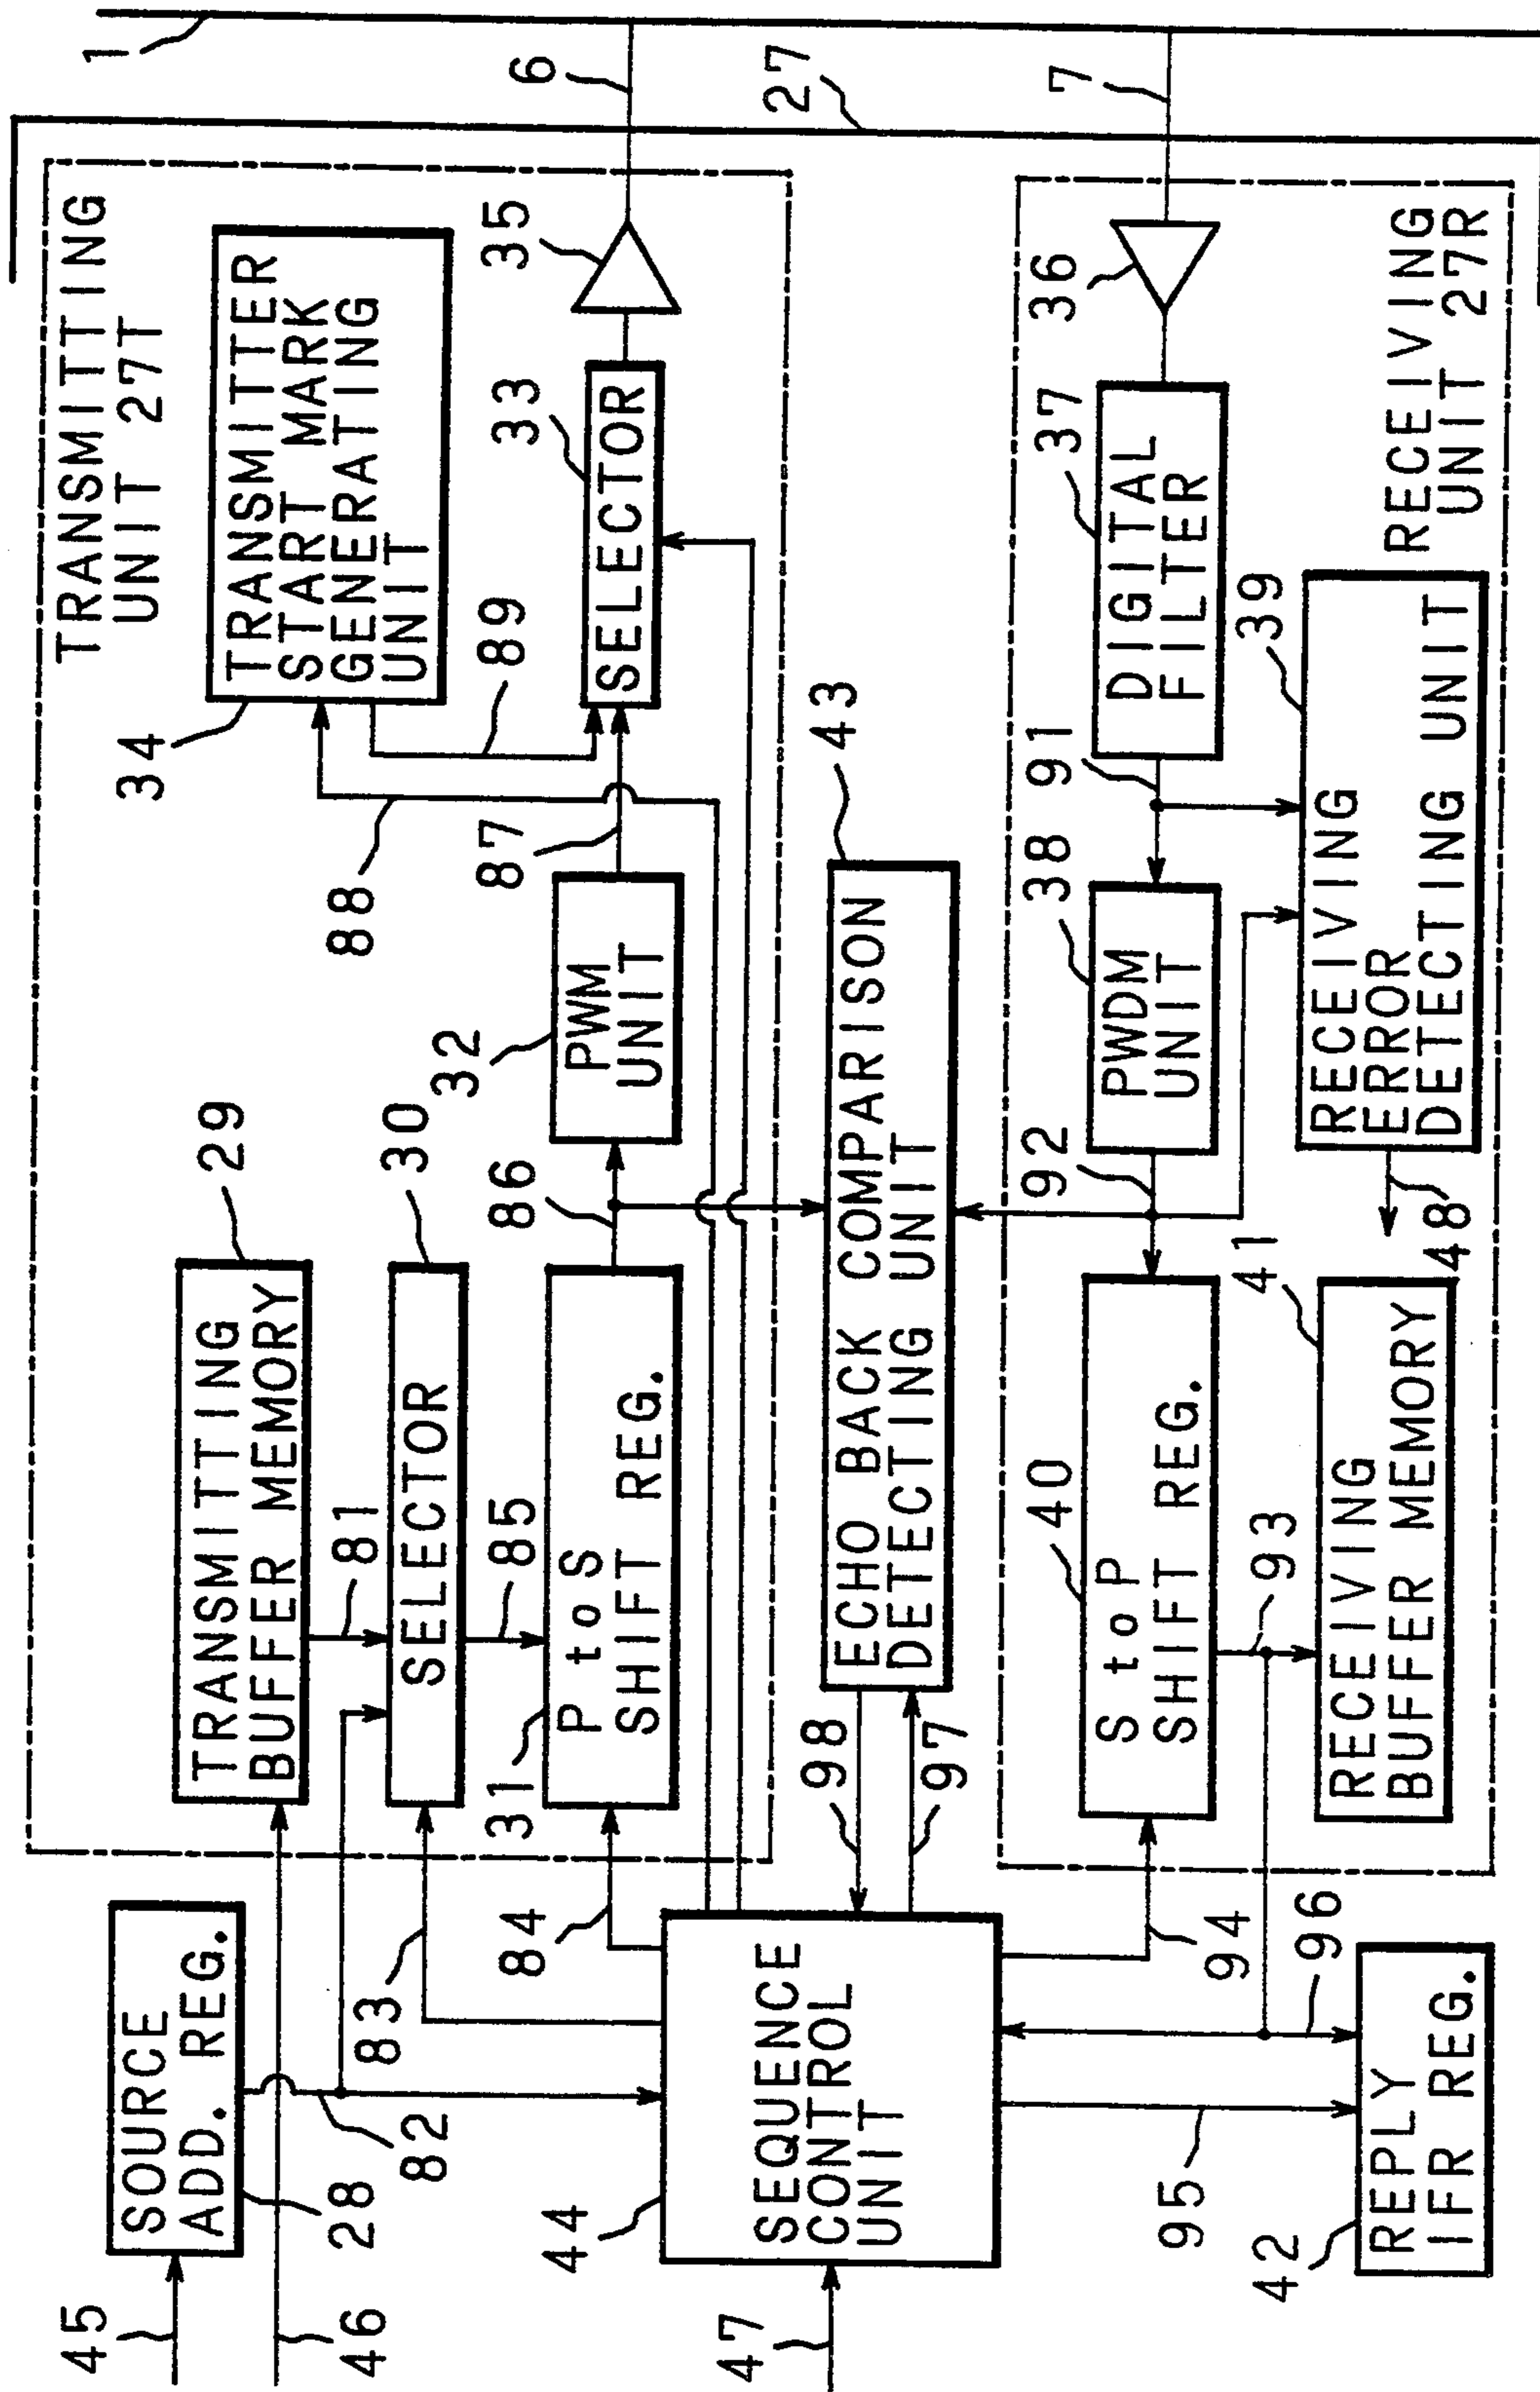 1
6
27
7
TRANSMITTING
UNIT 27T
34
TRANSMITTER
START MARK
GENERATING
UNIT
35
33
SELECTOR
89
88
87
32
PWM
UNIT
29
TRANSMITTING
BUFFER MEMORY
81
30
SELECTOR
85
86
31
P to S
SHIFT REG.
SOURCE
ADD. REG.
28
45
46
82
83
84
44
SEQUENCE
CONTROL
UNIT
47
43
ECHO BACK COMPARISON
DETECTING UNIT
98
97
36
37
DIGITAL
FILTER
91
38
PWDM
UNIT
92
RECEIVING
UNIT 27R
39
RECEIVING
ERROR
DETECTING UNIT
48
40
S to P
SHIFT REG.
93
41
RECEIVING
BUFFER MEMORY
94
96
95
42
REPLY
IFR REG.